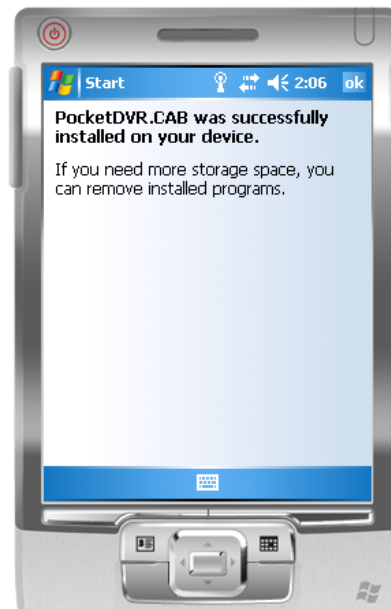 Start 2:06 ok
PocketDVR.CAB was successfully
installed on your device.
If you need more storage space, you
can remove installed programs.